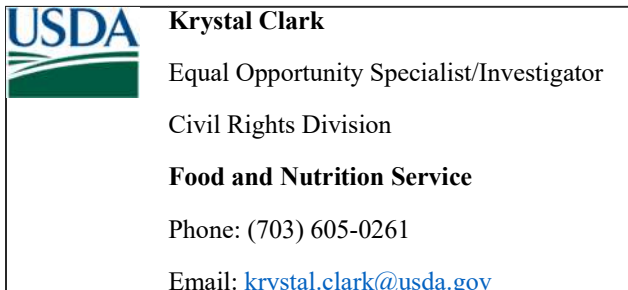 USDA
Krystal Clark
Equal Opportunity Specialist/Investigator
Civil Rights Division
Food and Nutrition Service
Phone: (703) 605-0261
Email: krystal.clark@usda.gov